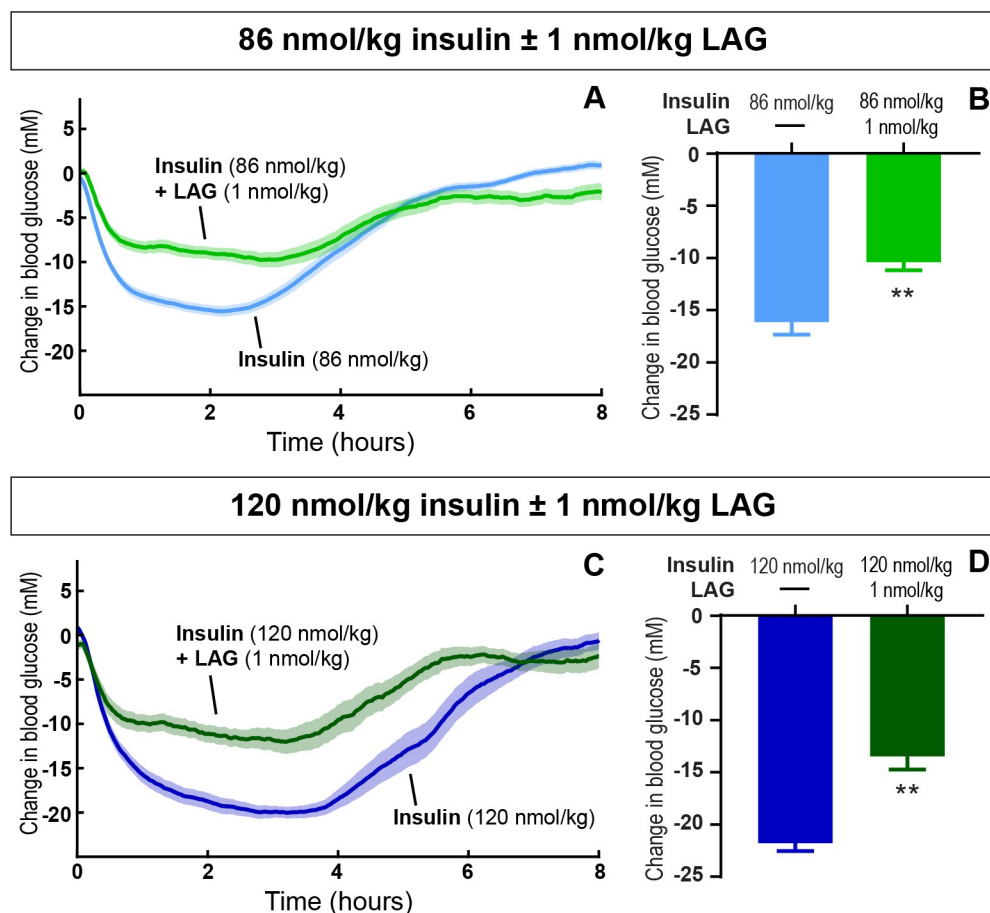 86 nmol/kg insulin ± 1 nmol/kg LAG
A
Change in blood glucose (mM)
5
0
-5
-10
-15
-20
Insulin (86 nmol/kg)
+ LAG (1 nmol/kg)
Insulin (86 nmol/kg)
0 2 4 6 8
Time (hours)
B
Insulin 86 nmol/kg 86 nmol/kg
LAG — 1 nmol/kg
Change in blood glucose (mM)
0
-5
-10
-15
-20
-25
**
120 nmol/kg insulin ± 1 nmol/kg LAG
C
Change in blood glucose (mM)
5
0
-5
-10
-15
-20
Insulin (120 nmol/kg)
+ LAG (1 nmol/kg)
Insulin (120 nmol/kg)
0 2 4 6 8
Time (hours)
D
Insulin 120 nmol/kg 120 nmol/kg
LAG — 1 nmol/kg
Change in blood glucose (mM)
0
-5
-10
-15
-20
-25
**